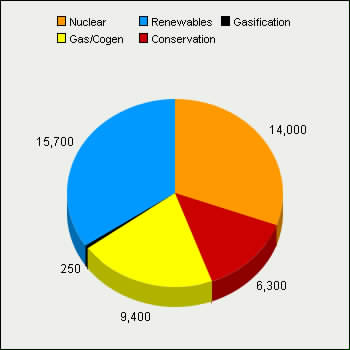 Nuclear Renewables Gasification
Gas/Cogen Conservation
14,000
15,700
250
6,300
9,400